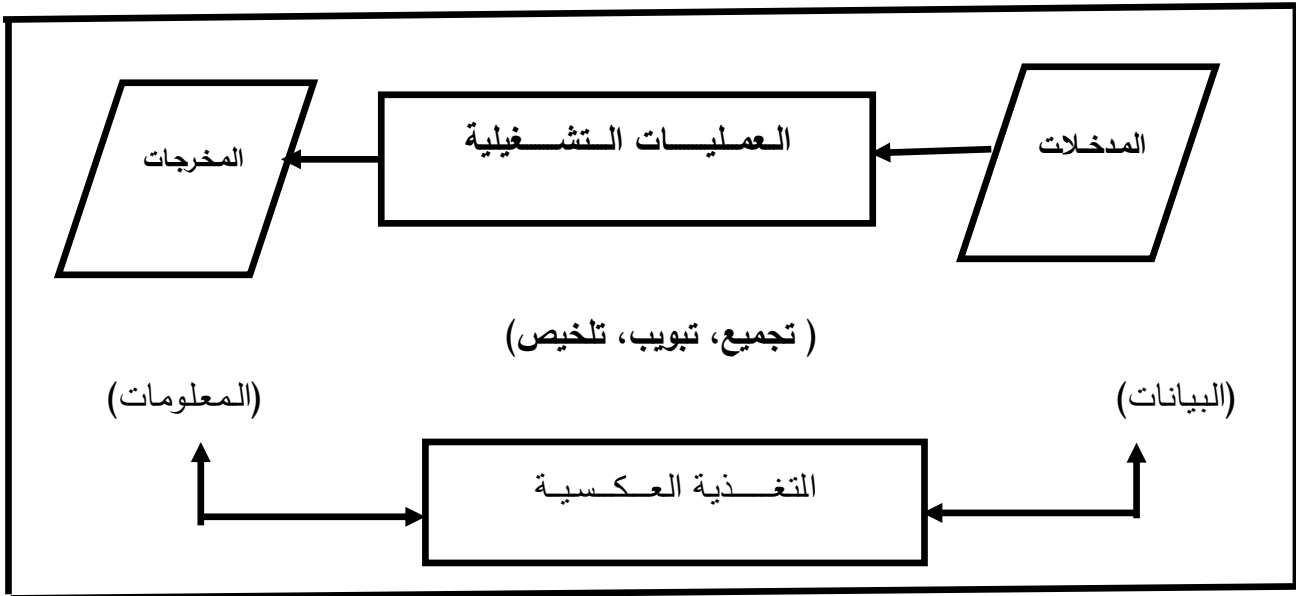 المدخلات
العمليات التشغيلية
المخرجات
( تجميع، تبويب، تلخيص)
(البيانات)
(المعلومات)
التغذية العكسية